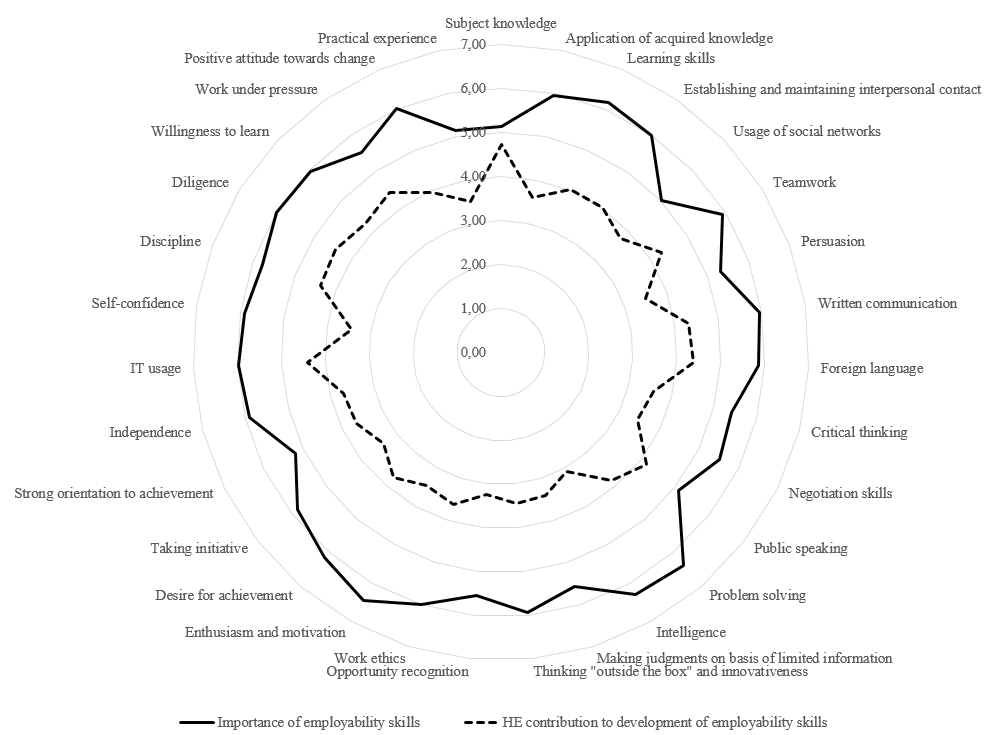 Subject knowledge
Practical experience
Application of acquired knowledge
Positive attitude towards change
Learning skills
Work under pressure
Establishing and maintaining interpersonal contact
Willingness to learn
Usage of social networks
Diligence
Teamwork
Discipline
Persuasion
Self-confidence
Written communication
IT usage
Foreign language
Independence
Critical thinking
Strong orientation to achievement
Negotiation skills
Taking initiative
Public speaking
Desire for achievement
Problem solving
Enthusiasm and motivation
Intelligence
Work ethics
Making judgments on basis of limited information
Opportunity recognition
Thinking "outside the box" and innovativeness
7,00
6,00
5,00
4,00
3,00
2,00
1,00
0,00
Importance of employability skills
HE contribution to development of employability skills